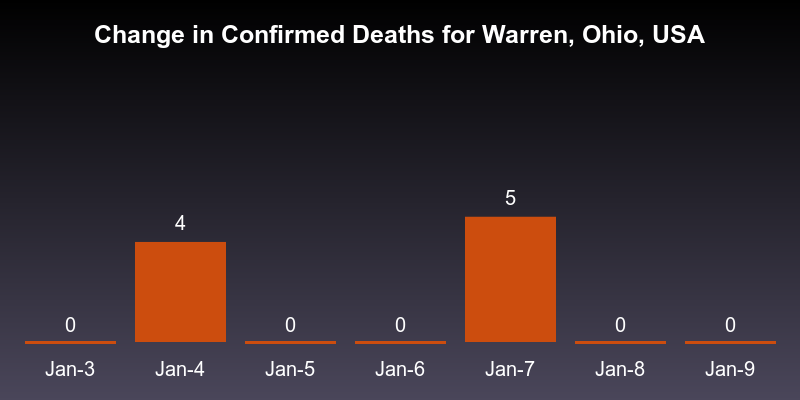 Change in Confirmed Deaths for Warren, Ohio, USA
5
4
0 0 0 0 0
Jan-3 Jan-4 Jan-5 Jan-6 Jan-7 Jan-8 Jan-9